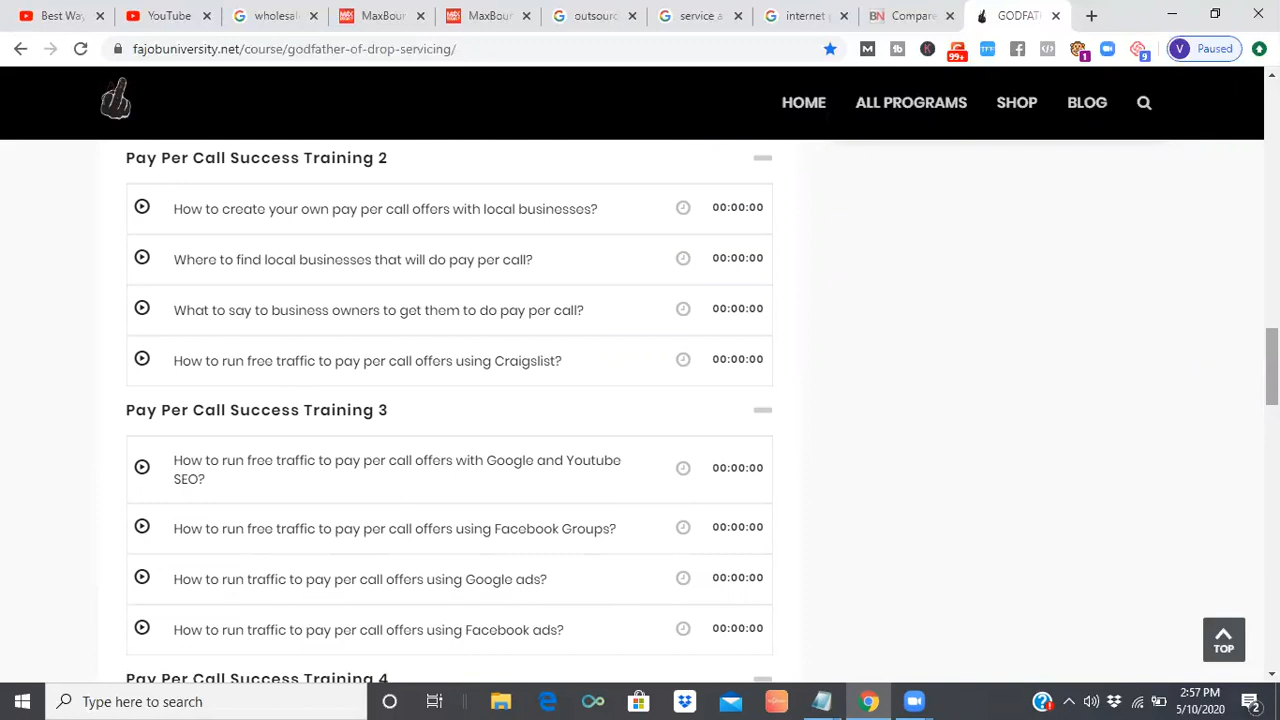 Best Wa
YouTube
wholesal
MaxBour
MaxBour
outsourc
service a
internet
Compare
GODFAT
fajobuniversity.net/course/godfather-of-drop-servicing/
99+
1
9
V Paused
HOME ALL PROGRAMS SHOP BLOG
Pay Per Call Success Training 2
How to create your own pay per call offers with local businesses? 00:00:00
Where to find local businesses that will do pay per call? 00:00:00
What to say to business owners to get them to do pay per call? 00:00:00
How to run free traffic to pay per call offers using Craigslist? 00:00:00
Pay Per Call Success Training 3
How to run free traffic to pay per call offers with Google and Youtube
SEO? 00:00:00
How to run free traffic to pay per call offers using Facebook Groups? 00:00:00
How to run traffic to pay per call offers using Google ads? 00:00:00
How to run traffic to pay per call offers using Facebook ads? 00:00:00
TOP
Pay Per Call Success Training 4
Type here to search
2:57 PM
5/10/2020
2